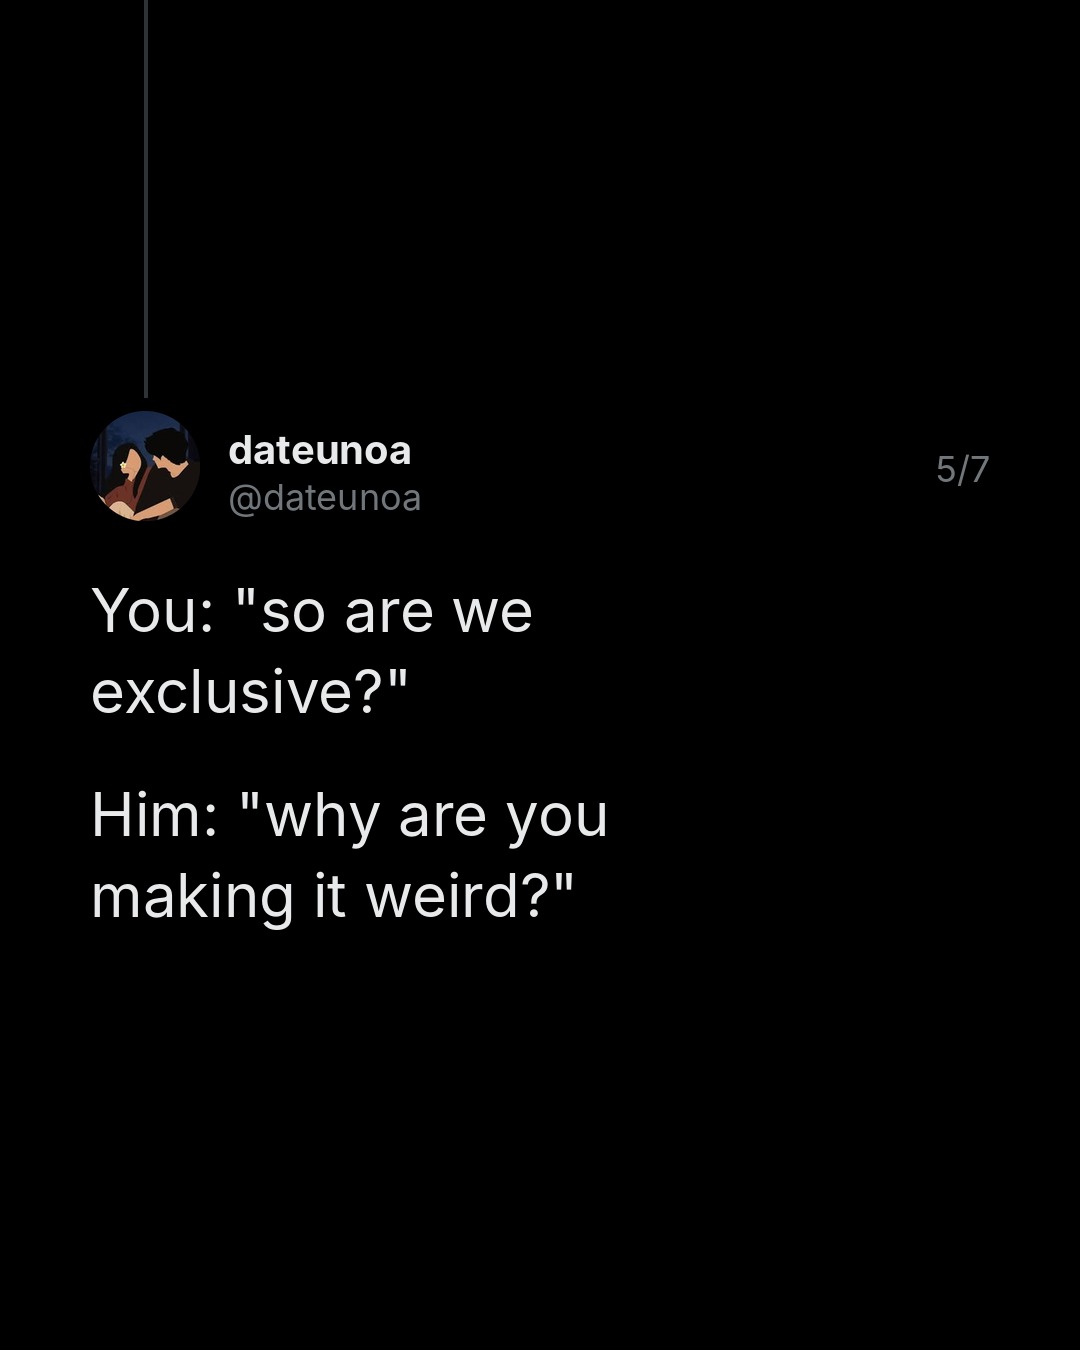 dateunoa
@dateunoa
5/7
You: "so are we
exclusive?"
Him: "why are you
making it weird?"